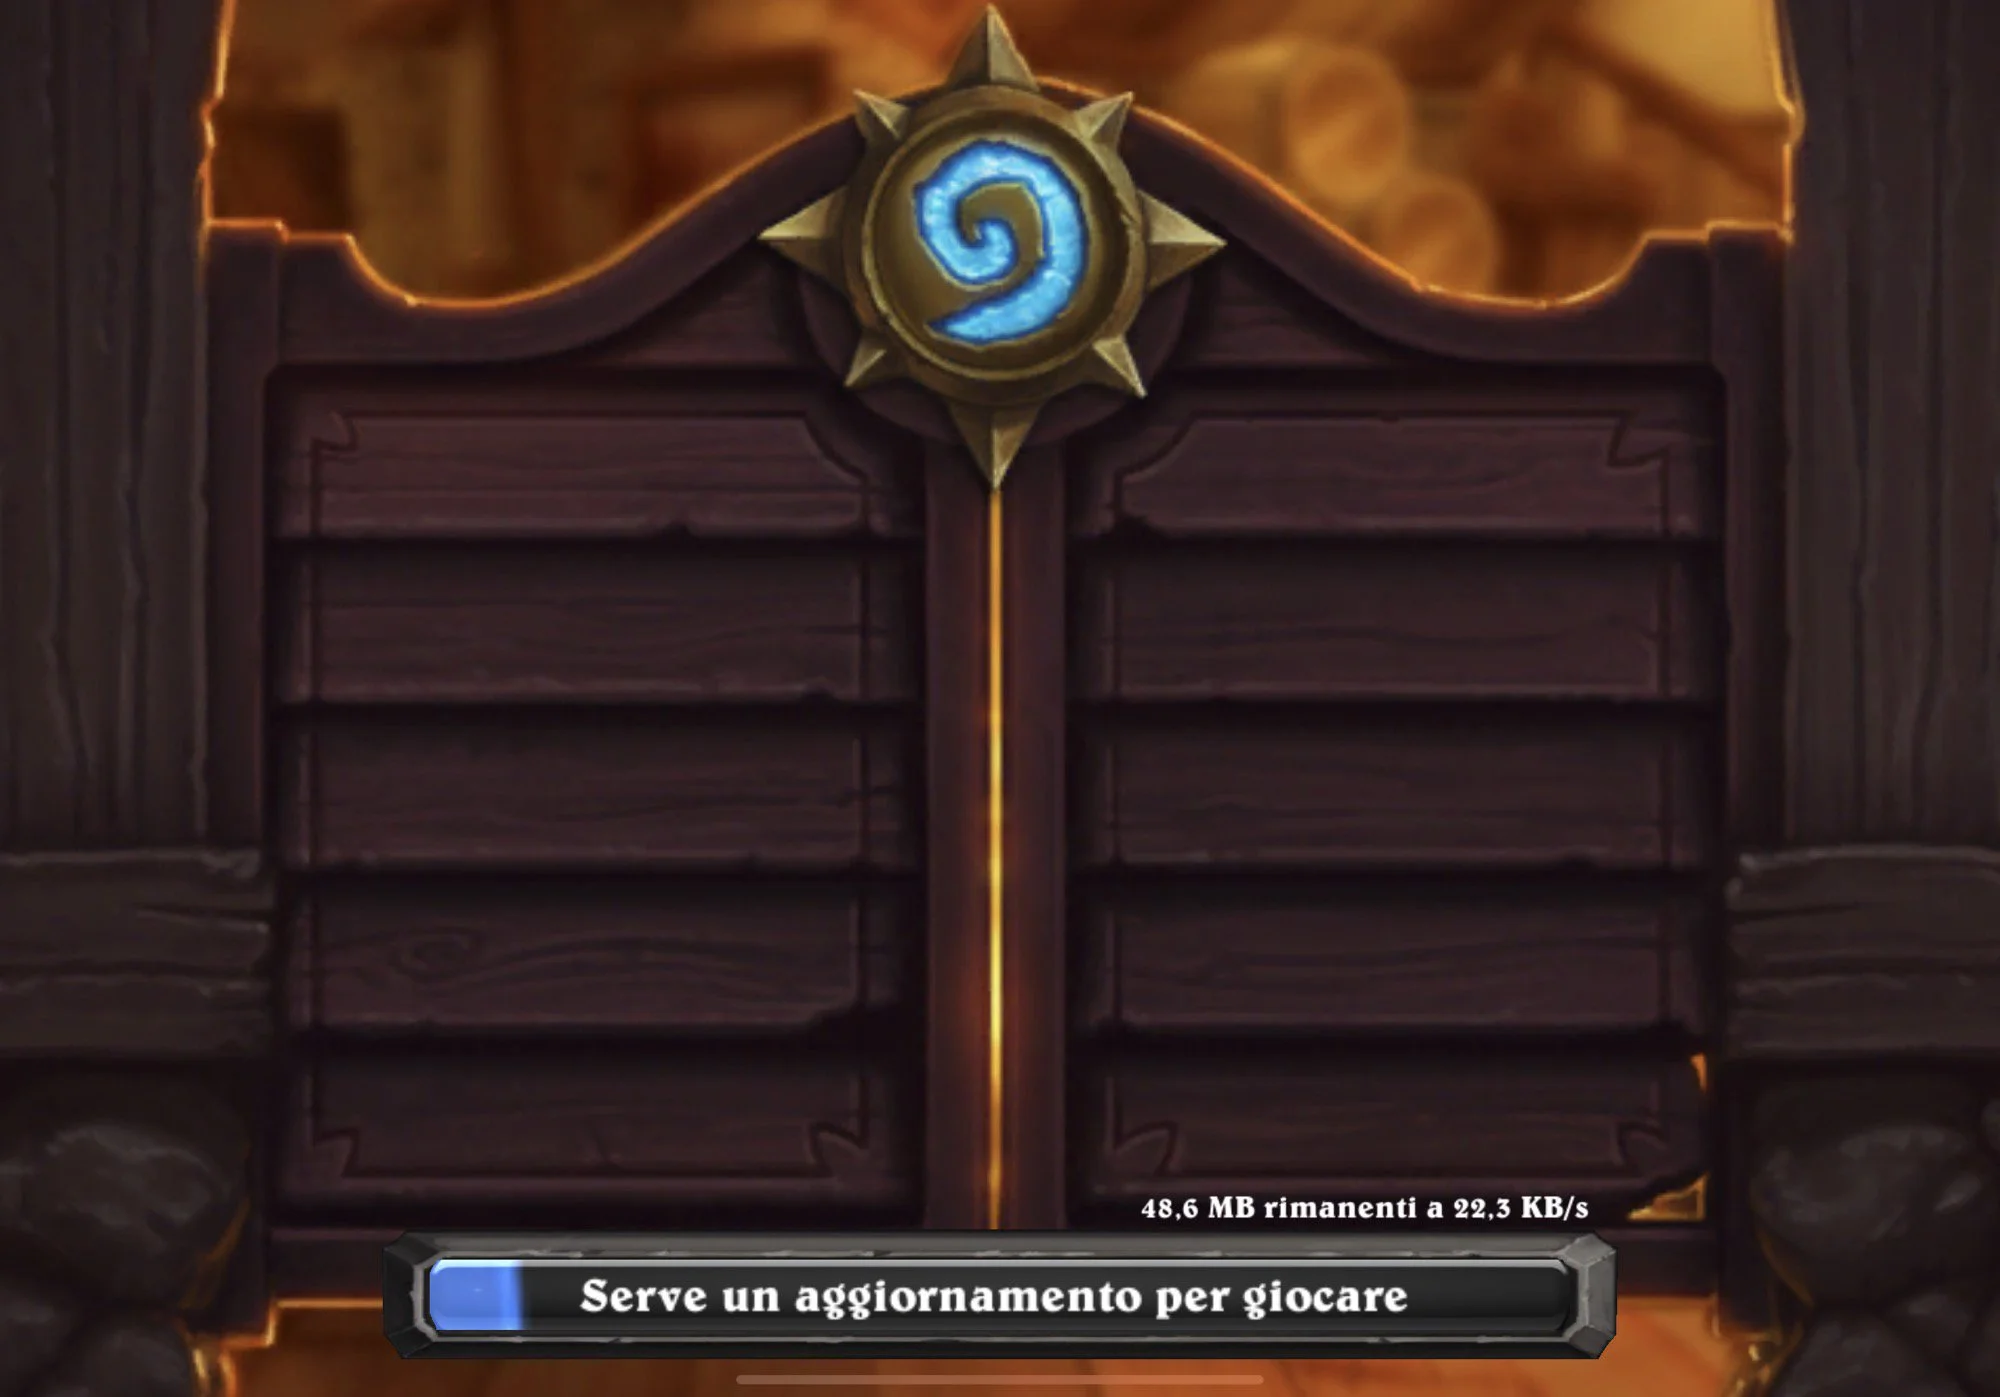 48,6 MB rimanenti a 22,3 KB/s
Serve un aggiornamento per giocare